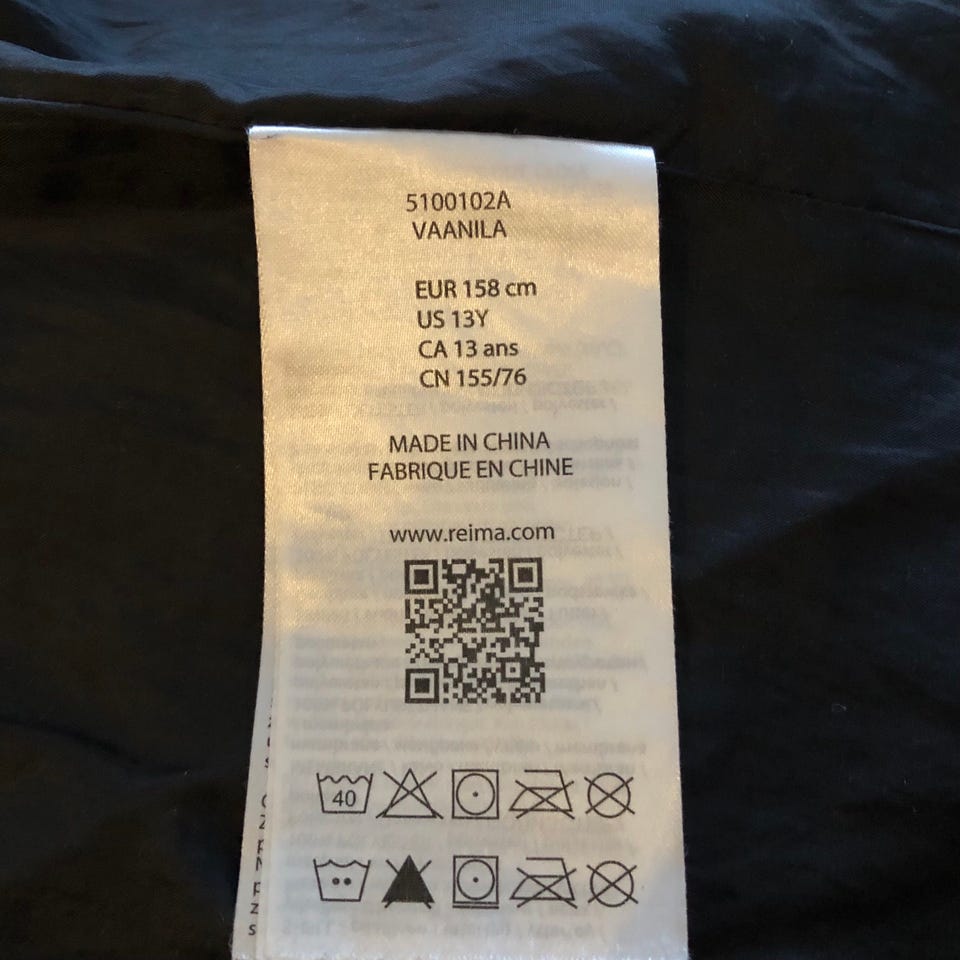 5100102A
VAANILA
EUR 158 cm
US 13Y
CA 13 ans
CN 155/76
MADE IN CHINA
FABRIQUE EN CHINE
www.reima.com
40